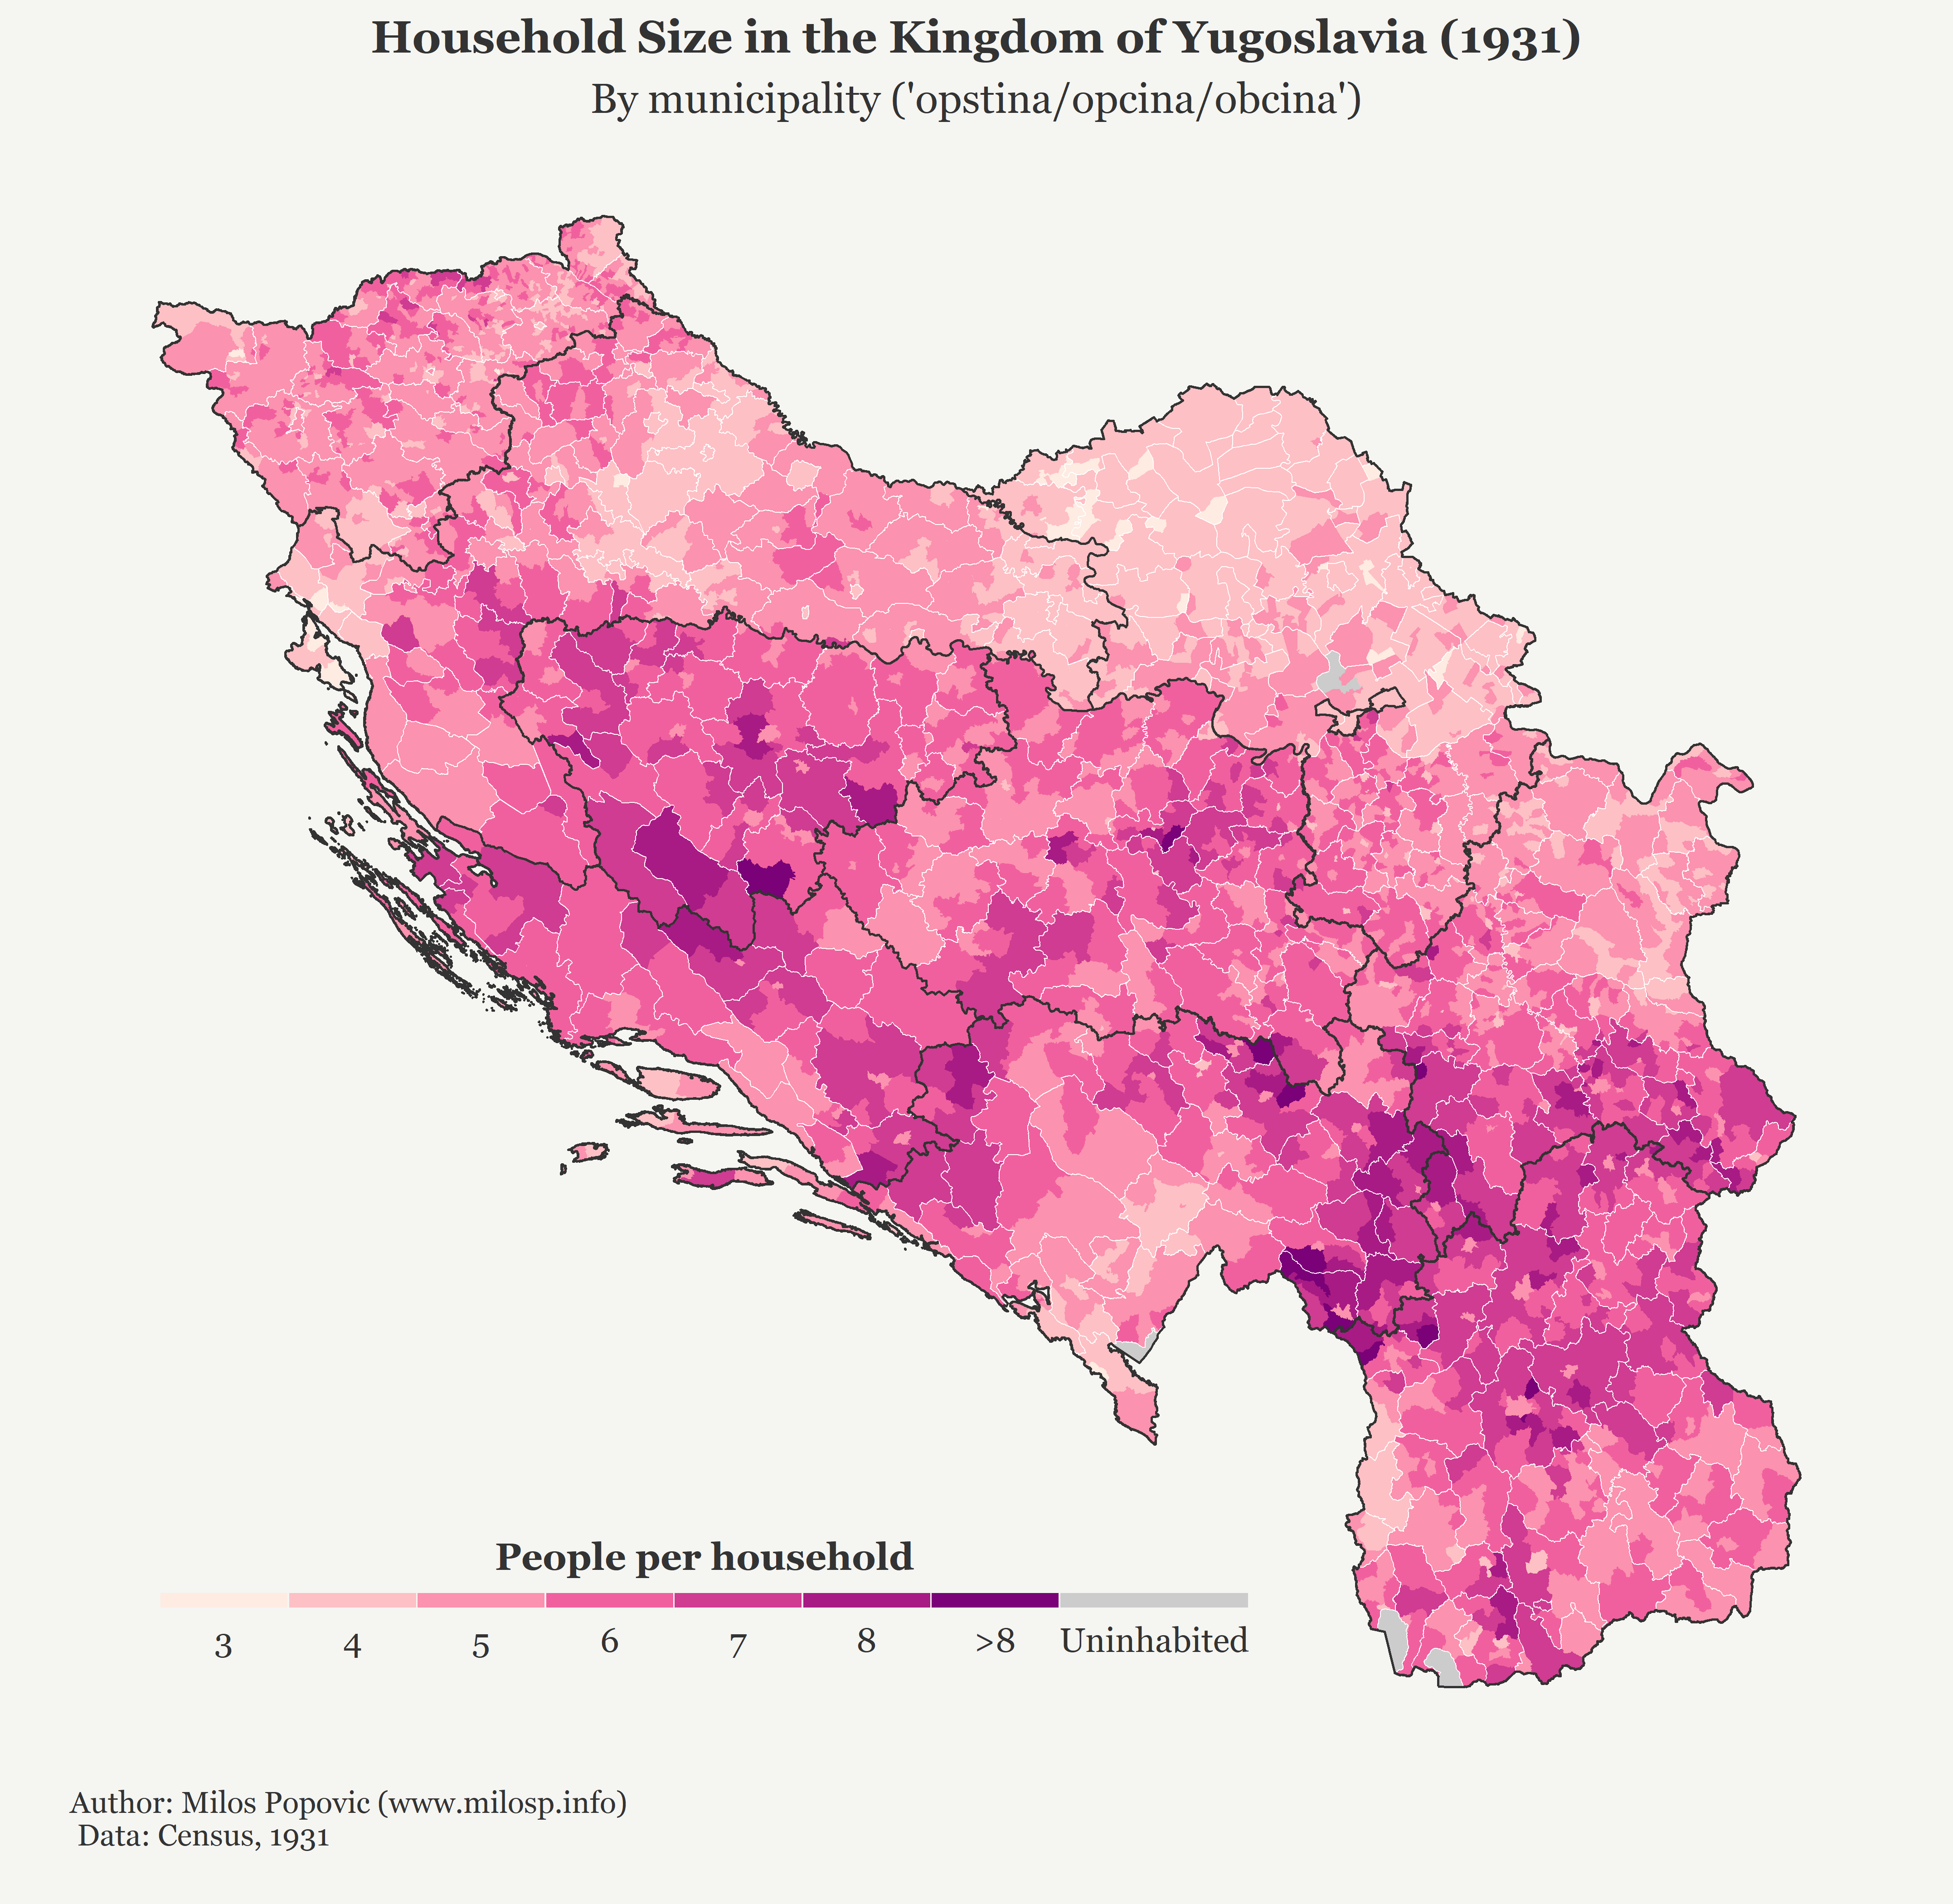 Household Size in the Kingdom of Yugoslavia (1931)
By municipality ('opstina/opcina/obcina')
People per household
3 4 5 6 7 8 >8 Uninhabited
Author: Milos Popovic (www.milosp.info)
Data: Census, 1931